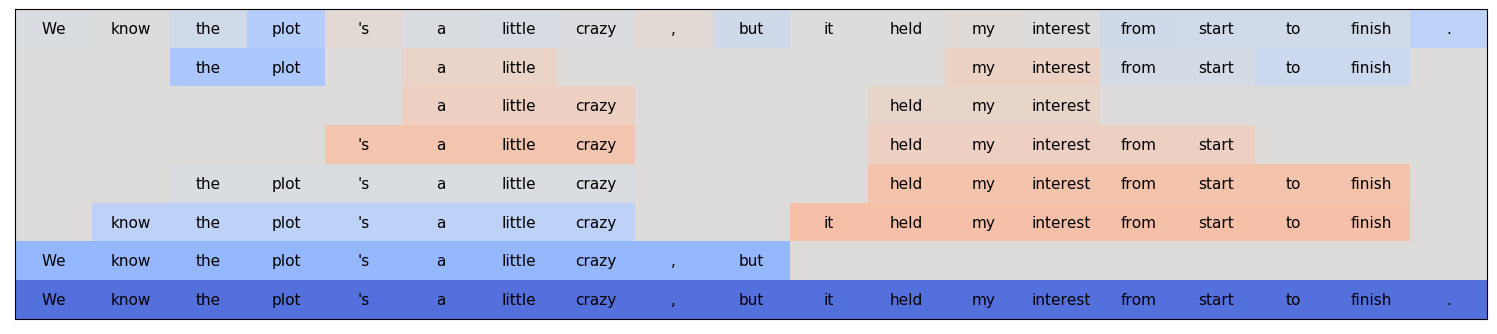 We know the plot 's a little crazy , but it held my interest from start to finish .
the plot a little my interest from start to finish
a little crazy held my interest
's a little crazy held my interest from start
the plot 's a little crazy held my interest from start to finish
know the plot 's a little crazy it held my interest from start to finish
We know the plot 's a little crazy , but
We know the plot 's a little crazy , but it held my interest from start to finish .